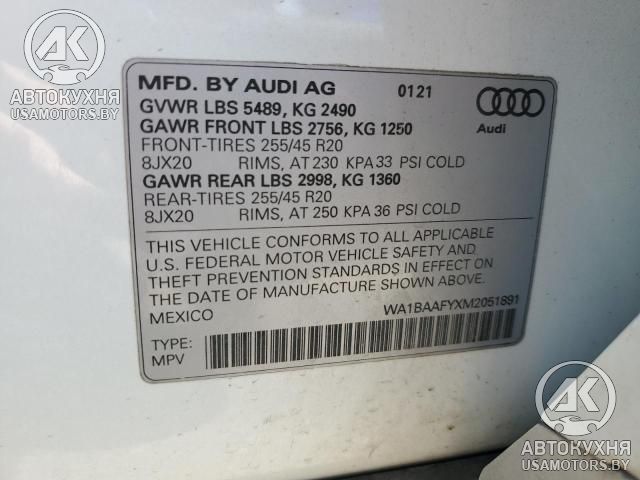 MFD. BY AUDI AG 0121
GVWR LBS 5489, KG 2490
GAWR FRONT LBS 2756, KG 1250
FRONT-TIRES 255/45 R20
8JX20 RIMS, AT 230 KPA 33 PSI COLD
GAWR REAR LBS 2998, KG 1360
REAR-TIRES 255/45 R20
8JX20 RIMS, AT 250 KPA 36 PSI COLD
Audi
THIS VEHICLE CONFORMS TO ALL APPLICABLE
U.S. FEDERAL MOTOR VEHICLE SAFETY AND
THEFT PREVENTION STANDARDS IN EFFECT ON
THE DATE OF MANUFACTURE SHOWN ABOVE.
MEXICO WA1BAAFYXM2051891
TYPE:
MPV
АК
АВТОКУХНЯ
USAMOTORS.BY
АК
АВТОКУХНЯ
USAMOTORS.BY